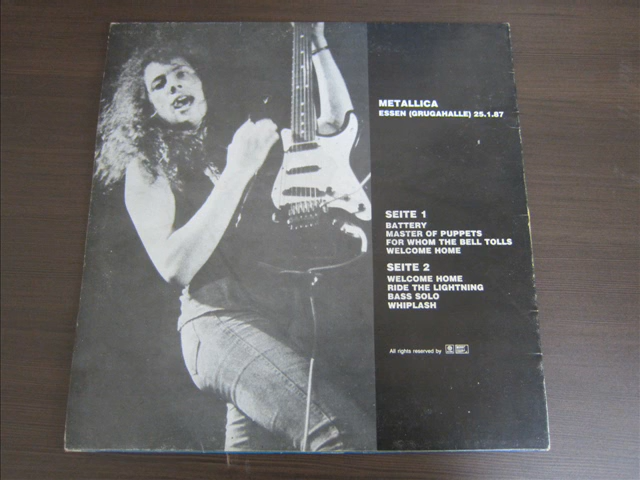 METALLICA
ESSEN (GRUGAHALLE) 25.1.87
SEITE 1
BATTERY
MASTER OF PUPPETS
FOR WHOM THE BELL TOLLS
WELCOME HOME
SEITE 2
WELCOME HOME
RIDE THE LIGHTNING
BASS SOLO
WHIPLASH
All rights reserved by